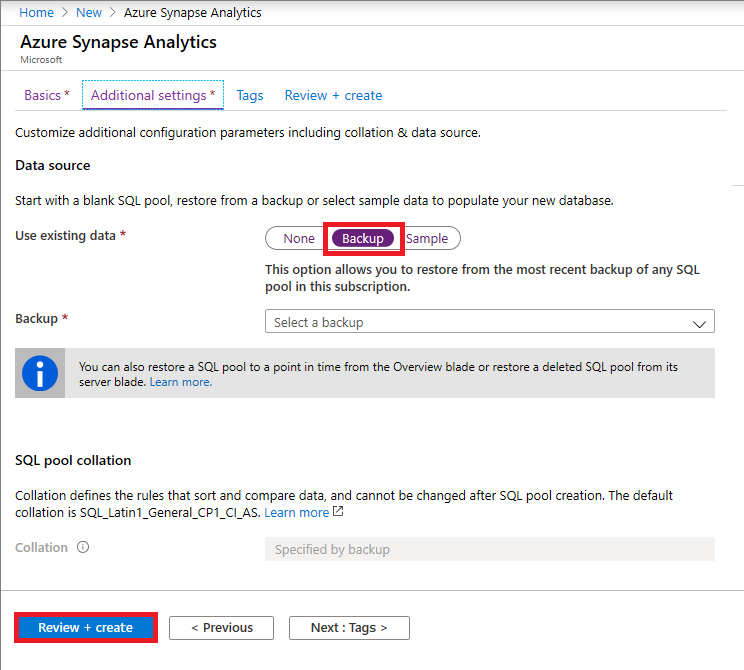 Home > New > Azure Synapse Analytics
Azure Synapse Analytics
Microsoft
Basics * Additional settings * Tags Review + create
Customize additional configuration parameters including collation & data source.
Data source
Start with a blank SQL pool, restore from a backup or select sample data to populate your new database.
Use existing data * None Backup Sample
This option allows you to restore from the most recent backup of any SQL
pool in this subscription.
Backup * Select a backup
You can also restore a SQL pool to a point in time from the Overview blade or restore a deleted SQL pool from its
server blade. Learn more.
SQL pool collation
Collation defines the rules that sort and compare data, and cannot be changed after SQL pool creation. The default
collation is SQL_Latin1_General_CP1_CI_AS. Learn more
Collation Specified by backup
Review + create < Previous Next : Tags >